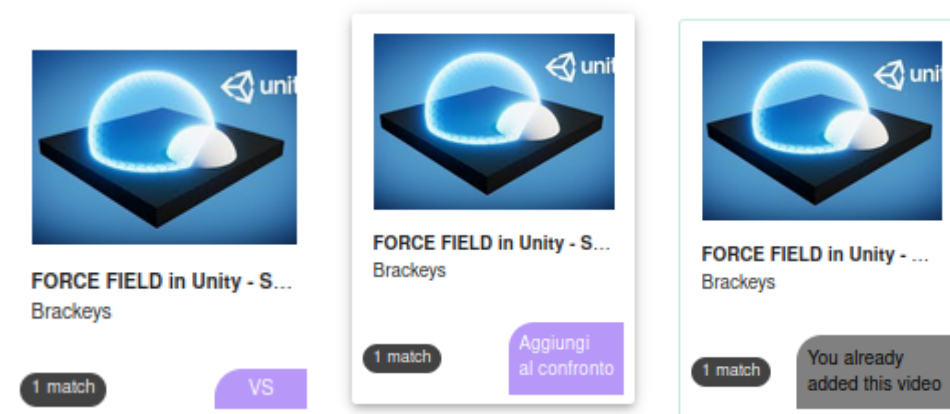 unit
FORCE FIELD in Unity - S...
Brackeys
1 match
VS
unit
FORCE FIELD in Unity - S...
Brackeys
1 match
Aggiungi
al confronto
uni
FORCE FIELD in Unity - ...
Brackeys
1 match
You already
added this video